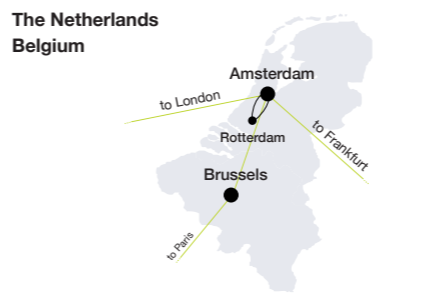 The Netherlands
Belgium
Amsterdam
to London
to Frankfurt
Rotterdam
Brussels
to Paris